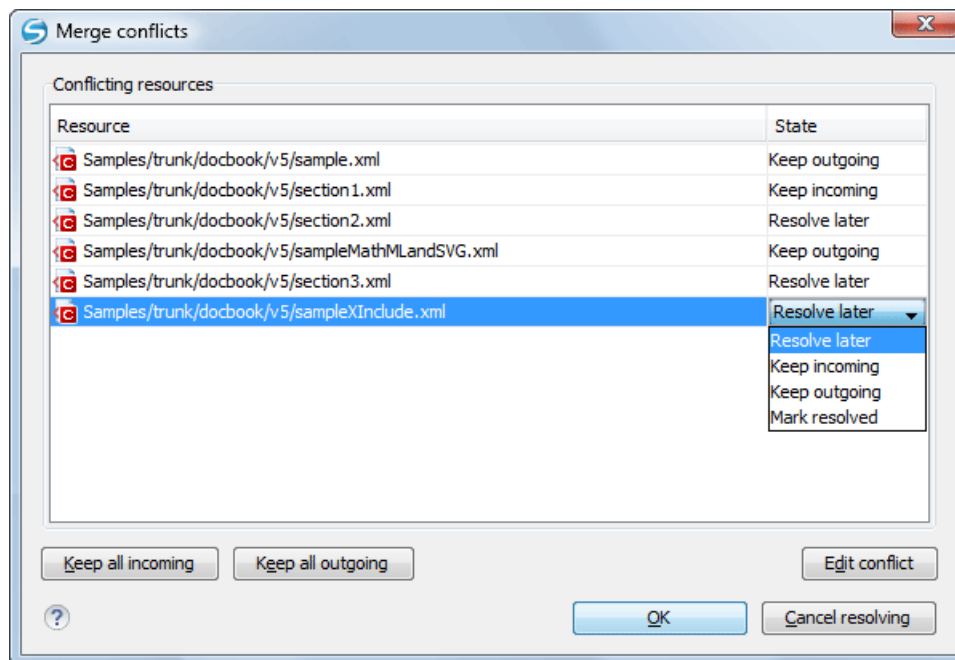 Merge conflicts
Conflicting resources
Resource State
Samples/trunk/docbook/v5/sample.xml Keep outgoing
Samples/trunk/docbook/v5/section1.xml Keep incoming
Samples/trunk/docbook/v5/section2.xml Resolve later
Samples/trunk/docbook/v5/sampleMathMLandSVG.xml Keep outgoing
Samples/trunk/docbook/v5/section3.xml Resolve later
Samples/trunk/docbook/v5/sampleXInclude.xml Resolve later
Resolve later
Keep incoming
Keep outgoing
Mark resolved
Keep all incoming Keep all outgoing Edit conflict
? OK Cancel resolving